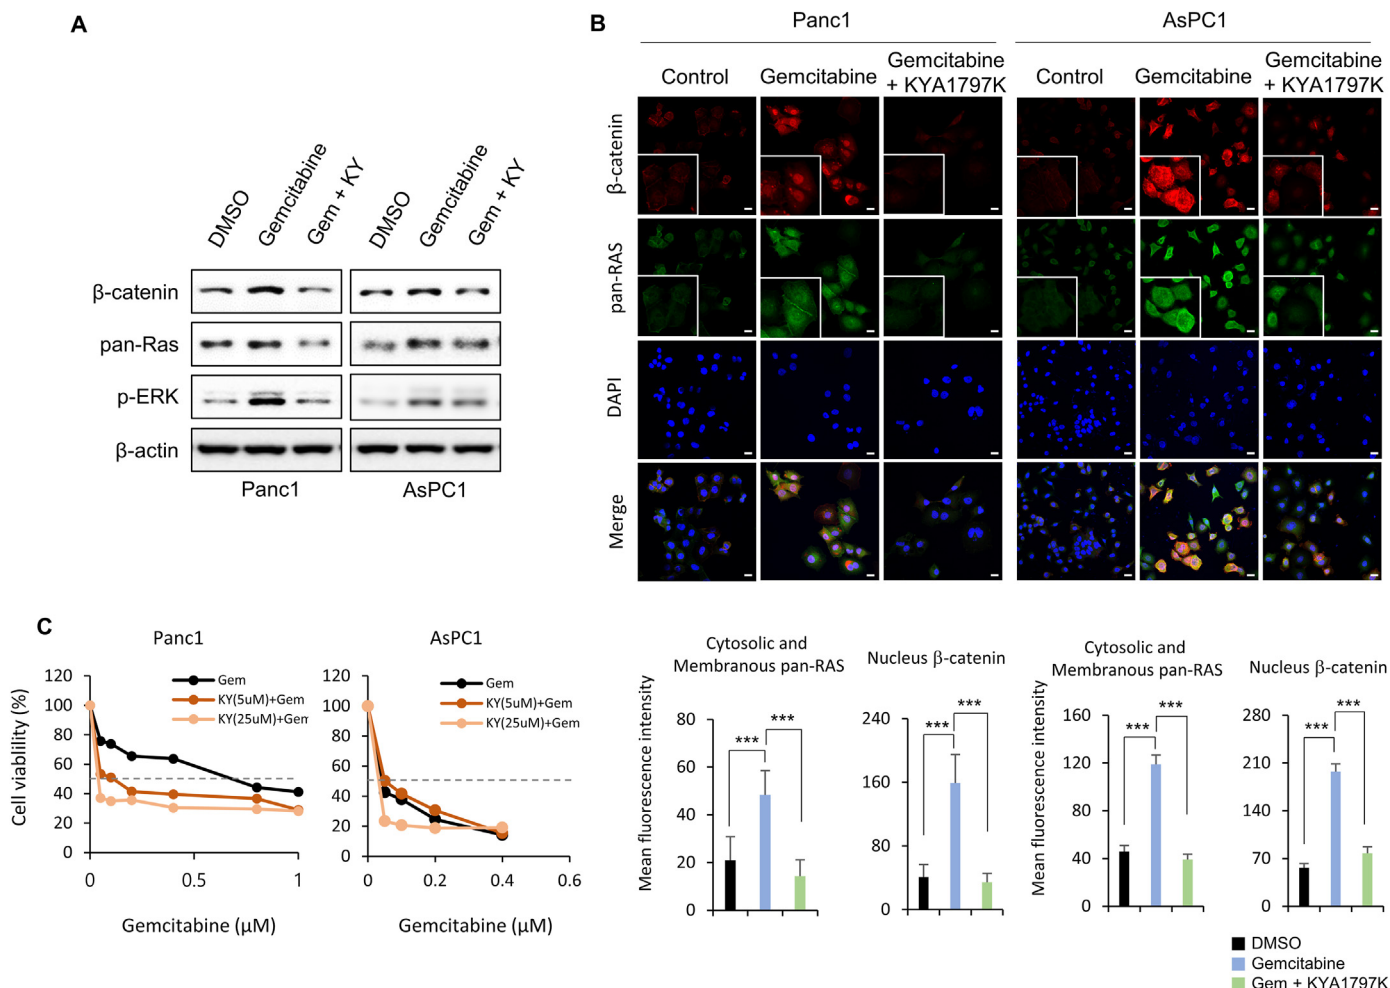 A
DMSO
Gemcitabine
Gem + KY
DMSO
Gemcitabine
Gem + KY
β-catenin
pan-Ras
p-ERK
β-actin
Panc1
AsPC1
B
Panc1
AsPC1
Control
Gemcitabine
Gemcitabine
+ KYA1797K
Control
Gemcitabine
Gemcitabine
+ KYA1797K
β-catenin
pan-RAS
DAPI
Merge
C
Panc1
Cell viablility (%)
120
100
80
60
40
20
0
Gem
KY(5uM)+Gem
KY(25uM)+Gem
0
0.5
1
Gemcitabine (μM)
AsPC1
120
100
80
60
40
20
0
Gem
KY(5uM)+Gem
KY(25uM)+Gem
0
0.2
0.4
0.6
Gemcitabine (μM)
Cytosolic and
Membranous pan-RAS
Mean fluorescence intensity
80
60
40
20
0
***
***
Nucleus β-catenin
240
160
80
0
***
***
Cytosolic and
Membranous pan-RAS
Mean fluorescence intensity
160
120
80
40
0
***
***
Nucleus β-catenin
280
210
140
70
0
***
***
DMSO
Gemcitabine
Gem + KYA1797K